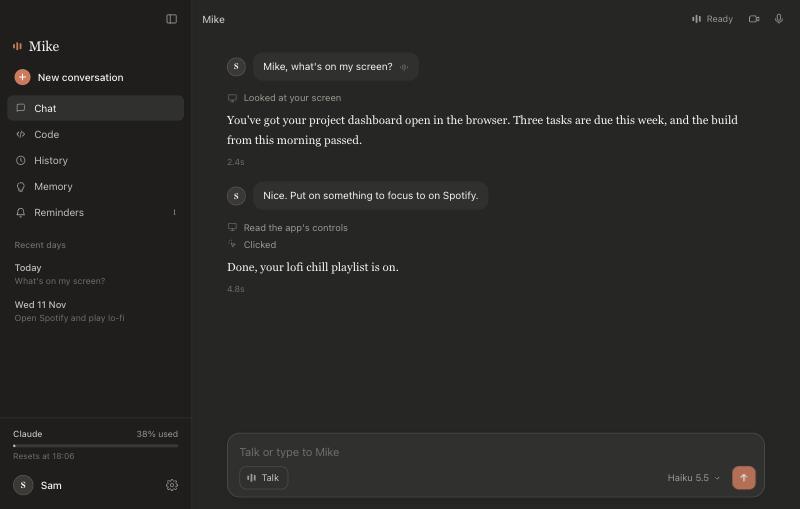 Mike
New conversation
Chat
Code
History
Memory
Reminders
1
Recent days
Today
What's on my screen?
Wed 11 Nov
Open Spotify and play lo-fi
Claude
38% used
Resets at 18:06
S
Sam
Mike
Ready
S
Mike, what's on my screen?
Looked at your screen
You've got your project dashboard open in the browser. Three tasks are due this week, and the build
from this morning passed.
2.4s
S
Nice. Put on something to focus to on Spotify.
Read the app's controls
Clicked
Done, your lofi chill playlist is on.
4.8s
Talk or type to Mike
Talk
Haiku 5.5